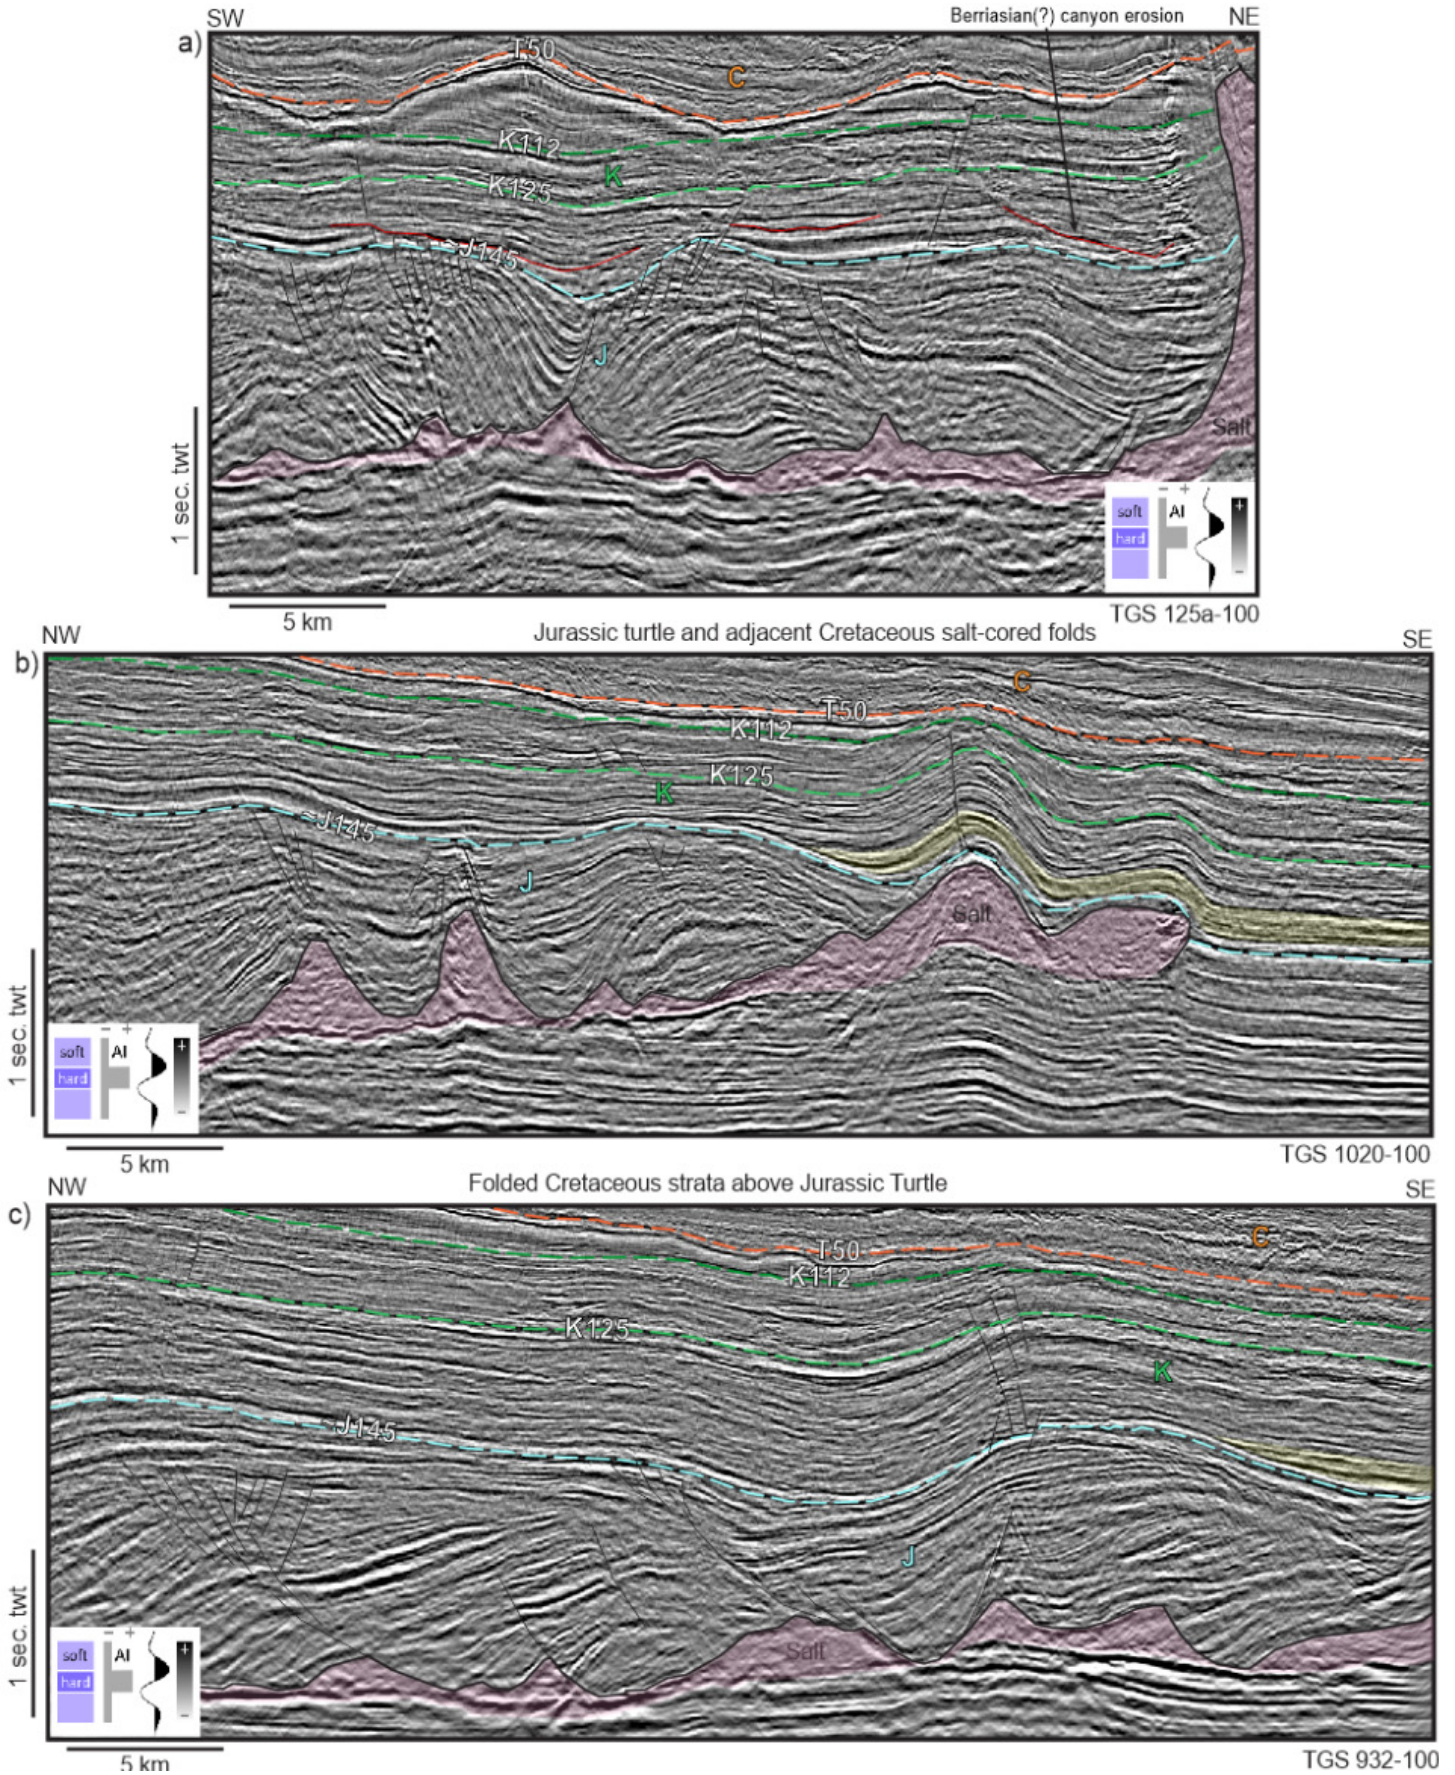 SW
Berriasian(?) canyon erosion
NE
a)
T50
C
K112
K
K125
≈J145
J
Salt
1 sec. twt
soft
hard
AI
- +
+
-
5 km
TGS 125a-100
NW
Jurassic turtle and adjacent Cretaceous salt-cored folds
SE
b)
C
T50
K112
K125
K
≈J145
J
Salt
1 sec. twt
soft
hard
AI
- +
+
-
5 km
TGS 1020-100
NW
Folded Cretaceous strata above Jurassic Turtle
SE
c)
C
T50
K112
K125
K
≈J145
J
Salt
1 sec. twt
soft
hard
AI
- +
+
-
5 km
TGS 932-100